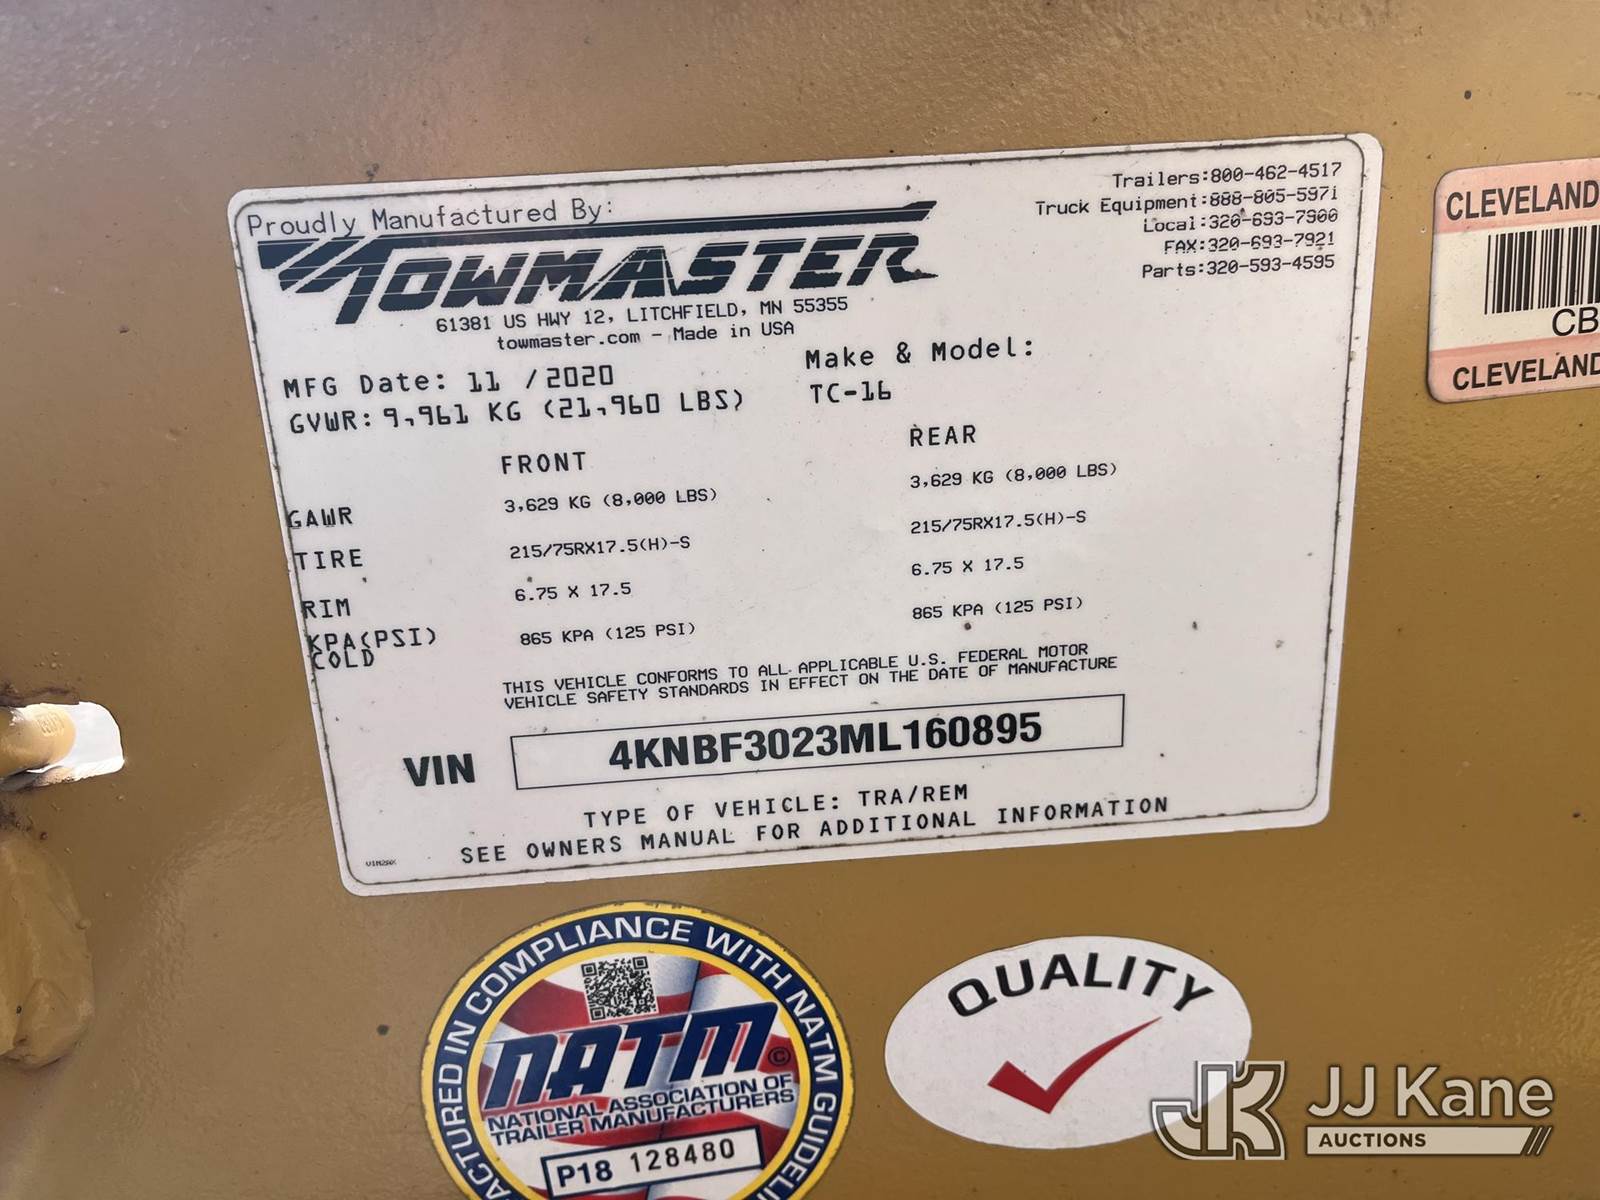 Proudly Manufactured By:
TOWMASTER
61381 US HWY 12, LITCHFIELD, MN 55355
towmaster.com - Made in USA
Trailers:800-462-4517
Truck Equipment:888-805-5971
Local:320-693-7900
FAX:320-693-7921
Parts:320-593-4595
MFG Date: 11 /2020
GVWR: 9,961 KG (21,960 LBS)
Make & Model:
TC-16
FRONT
REAR
GAWR 3,629 KG (8,000 LBS) 3,629 KG (8,000 LBS)
TIRE 215/75RX17.5(H)-S 215/75RX17.5(H)-S
RIM 6.75 X 17.5 6.75 X 17.5
KPA(PSI) 865 KPA (125 PSI) 865 KPA (125 PSI)
COLD
THIS VEHICLE CONFORMS TO ALL APPLICABLE U.S. FEDERAL MOTOR
VEHICLE SAFETY STANDARDS IN EFFECT ON THE DATE OF MANUFACTURE
VIN 4KNBF3023ML160895
TYPE OF VEHICLE: TRA/REM
SEE OWNERS MANUAL FOR ADDITIONAL INFORMATION
CLEVELAND
CB
CLEVELAND
IN COMPLIANCE WITH NATM
NATM ©
NATIONAL ASSOCIATION OF
TRAILER MANUFACTURERS
P18 128480
QUALITY
JK JJ Kane
AUCTIONS